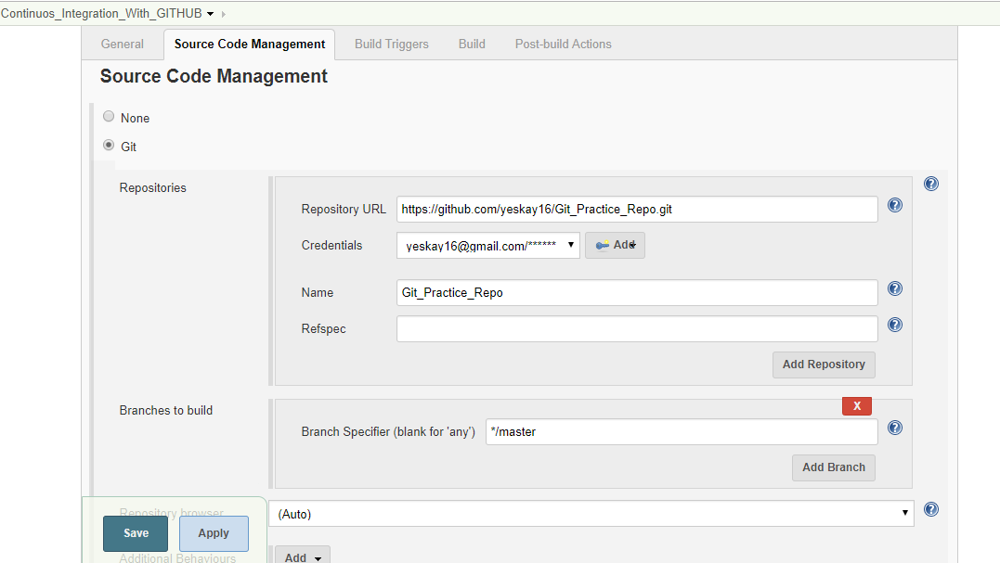 Continuos_Integration_With_GITHUB
General Source Code Management Build Triggers Build Post-build Actions
Source Code Management
None
Git
Repositories
Repository URL https://github.com/yeskay16/Git_Practice_Repo.git
Credentials yeskay16@gmail.com/****** Add
Name Git_Practice_Repo
Refspec
Add Repository
Branches to build
X
Branch Specifier (blank for 'any') */master
Add Branch
Repository browser (Auto)
Save Apply
Additional Behaviours Add